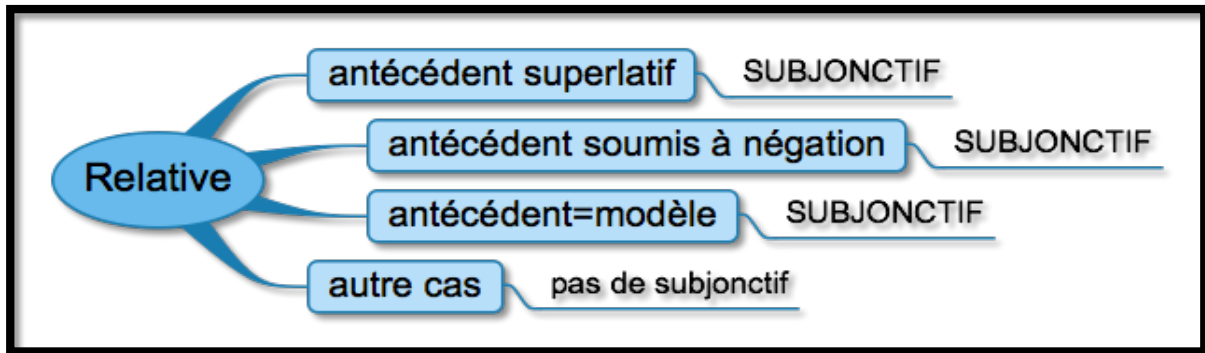 Relative
antécédent superlatif SUBJONCTIF
antécédent soumis à négation SUBJONCTIF
antécédent=modèle SUBJONCTIF
autre cas pas de subjonctif